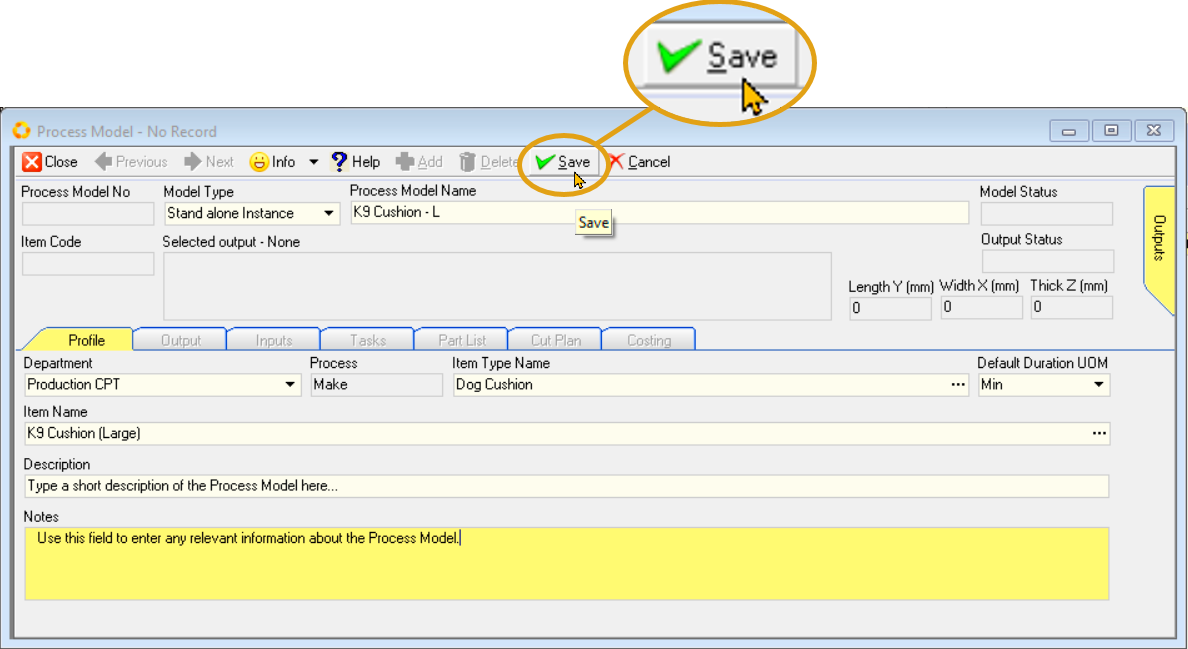 Save
Process Model - No Record
Close Previous Next Info Help Add Delete Save Cancel
Process Model No Model Type Process Model Name Model Status
Stand alone Instance K9 Cushion - L
Save
Item Code Selected output - None Output Status
Outputs
Length Y (mm) Width X (mm) Thick Z (mm)
0 0 0
Profile Output Inputs Tasks Part List Cut Plan Costing
Department Process Item Type Name Default Duration UOM
Production CPT Make Dog Cushion ... Min
Item Name
K9 Cushion (Large) ...
Description
Type a short description of the Process Model here...
Notes
Use this field to enter any relevant information about the Process Model.